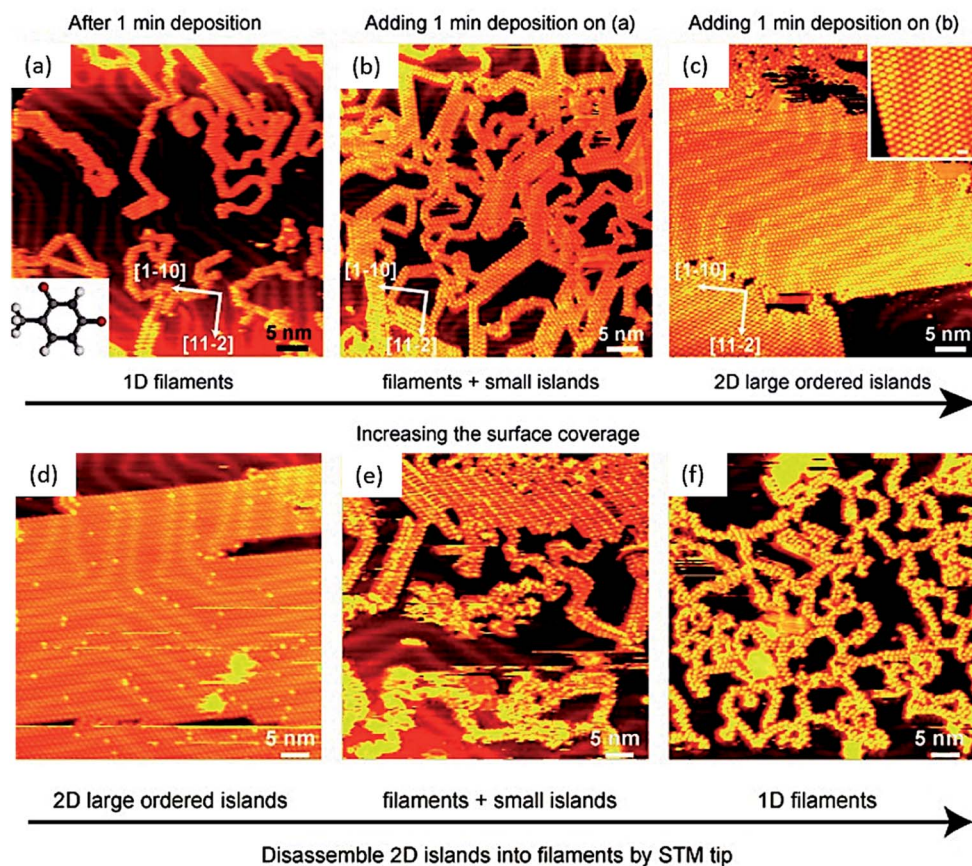 After 1 min deposition
Adding 1 min deposition on (a)
Adding 1 min deposition on (b)
(a)
(b)
(c)
[1-10]
[11-2]
5 nm
[1-10]
[11-2]
5 nm
[1-10]
[11-2]
5 nm
1D filaments
filaments + small islands
2D large ordered islands
Increasing the surface coverage
(d)
(e)
(f)
5 nm
5 nm
5 nm
2D large ordered islands
filaments + small islands
1D filaments
Disassemble 2D islands into filaments by STM tip